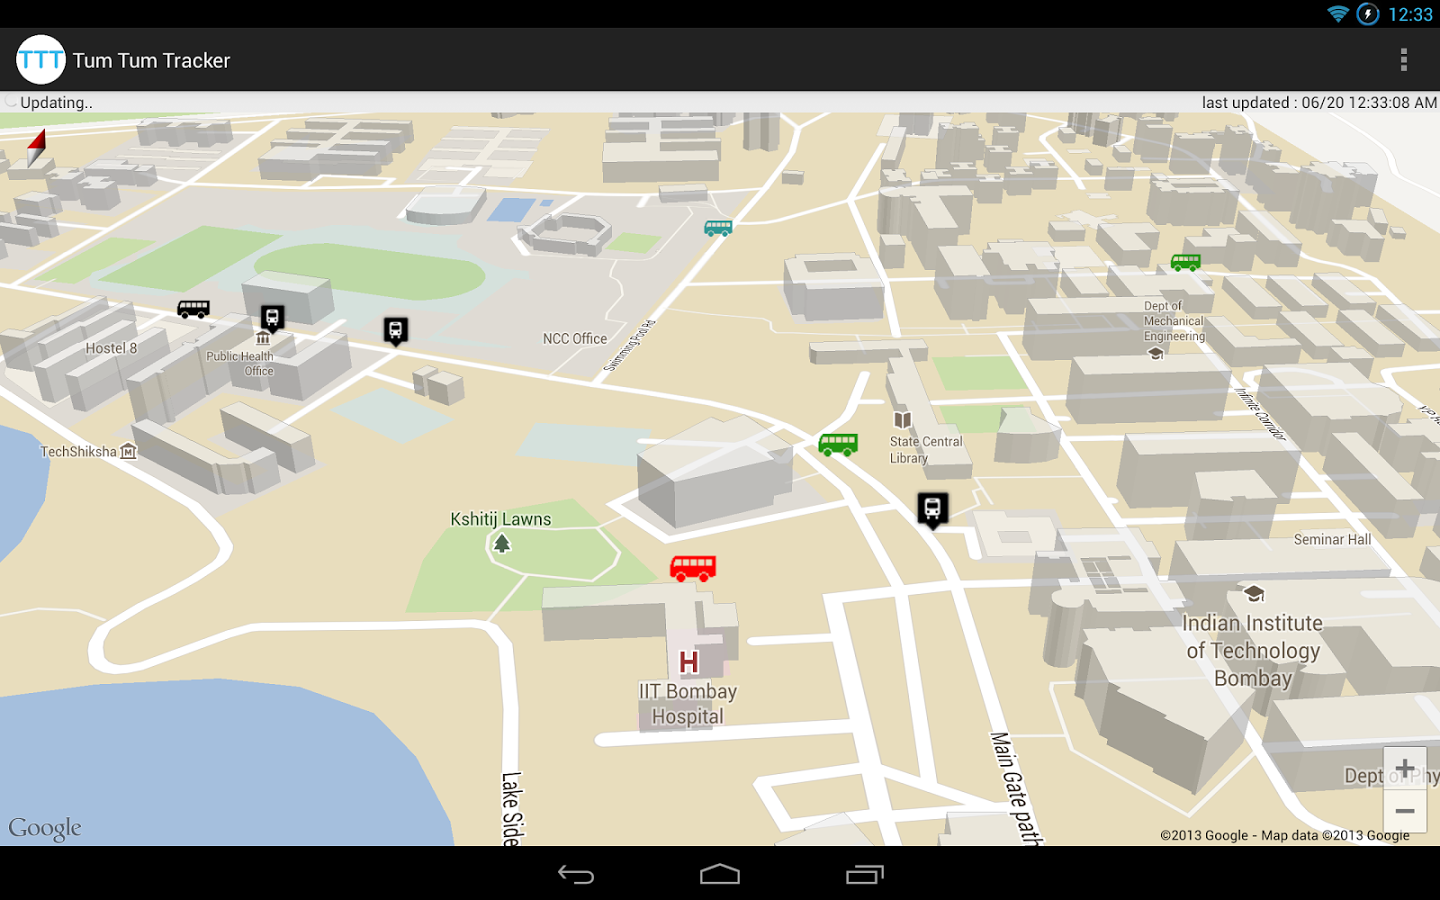 12:33
TTT Tum Tum Tracker
Updating..
last updated : 06/20 12:33:08 AM
Dept of
Mechanical
Engineering
NCC Office
Swimming Pool Rd
Hostel 8
Public Health
Office
Infinite Corridor
State Central
Library
TechShiksha
Kshitij Lawns
Seminar Hall
Indian Institute
of Technology
Bombay
H
IIT Bombay
Hospital
Main Gate path
Lake Side
Dept of Phy
Google
©2013 Google - Map data ©2013 Google